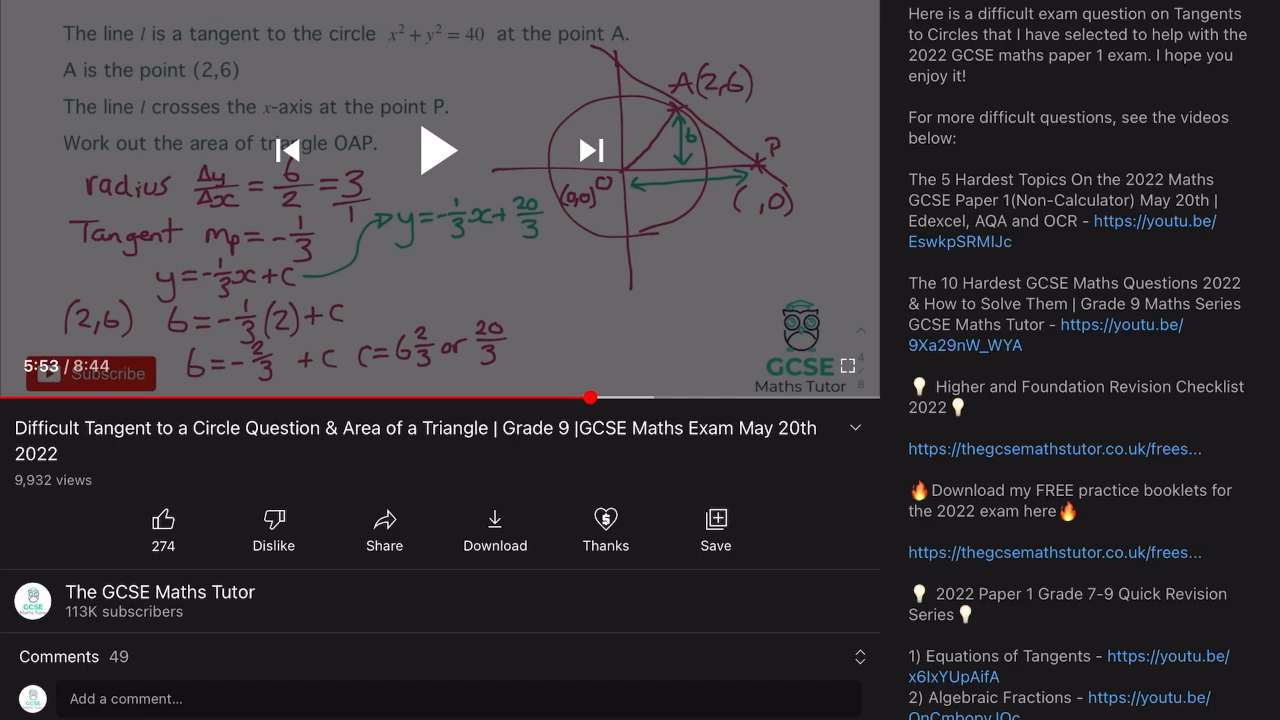 The line l is a tangent to the circle x² + y² = 40 at the point A.
A is the point (2,6)
The line l crosses the x-axis at the point P.
Work out the area of triangle OAP.
radius Δy/Δx = 6/2 = 3/1
Tangent mp = -1/3
y = -1/3x + c
y = -1/3x + 20/3
(2,6) 6 = -1/3(2) + c
6 = -2/3 + c c = 6 2/3 or 20/3
A(2,6)
6
P
O
(0,0)
( ,0)
GCSE
Maths Tutor
4
8
5:53 / 8:44
Subscribe
Difficult Tangent to a Circle Question & Area of a Triangle | Grade 9 |GCSE Maths Exam May 20th
2022
9,932 views
274
Dislike
Share
Download
Thanks
Save
The GCSE Maths Tutor
113K subscribers
Comments 49
Add a comment...
Here is a difficult exam question on Tangents
to Circles that I have selected to help with the
2022 GCSE maths paper 1 exam. I hope you
enjoy it!
For more difficult questions, see the videos
below:
The 5 Hardest Topics On the 2022 Maths
GCSE Paper 1(Non-Calculator) May 20th |
Edexcel, AQA and OCR - https://youtu.be/
EswkpSRMIJc
The 10 Hardest GCSE Maths Questions 2022
& How to Solve Them | Grade 9 Maths Series
GCSE Maths Tutor - https://youtu.be/
9Xa29nW_WYA
💡 Higher and Foundation Revision Checklist
2022💡
https://thegcsemathstutor.co.uk/frees...
🔥Download my FREE practice booklets for
the 2022 exam here🔥
https://thegcsemathstutor.co.uk/frees...
💡 2022 Paper 1 Grade 7-9 Quick Revision
Series💡
1) Equations of Tangents - https://youtu.be/
x6IxYUpAifA
2) Algebraic Fractions - https://youtu.be/